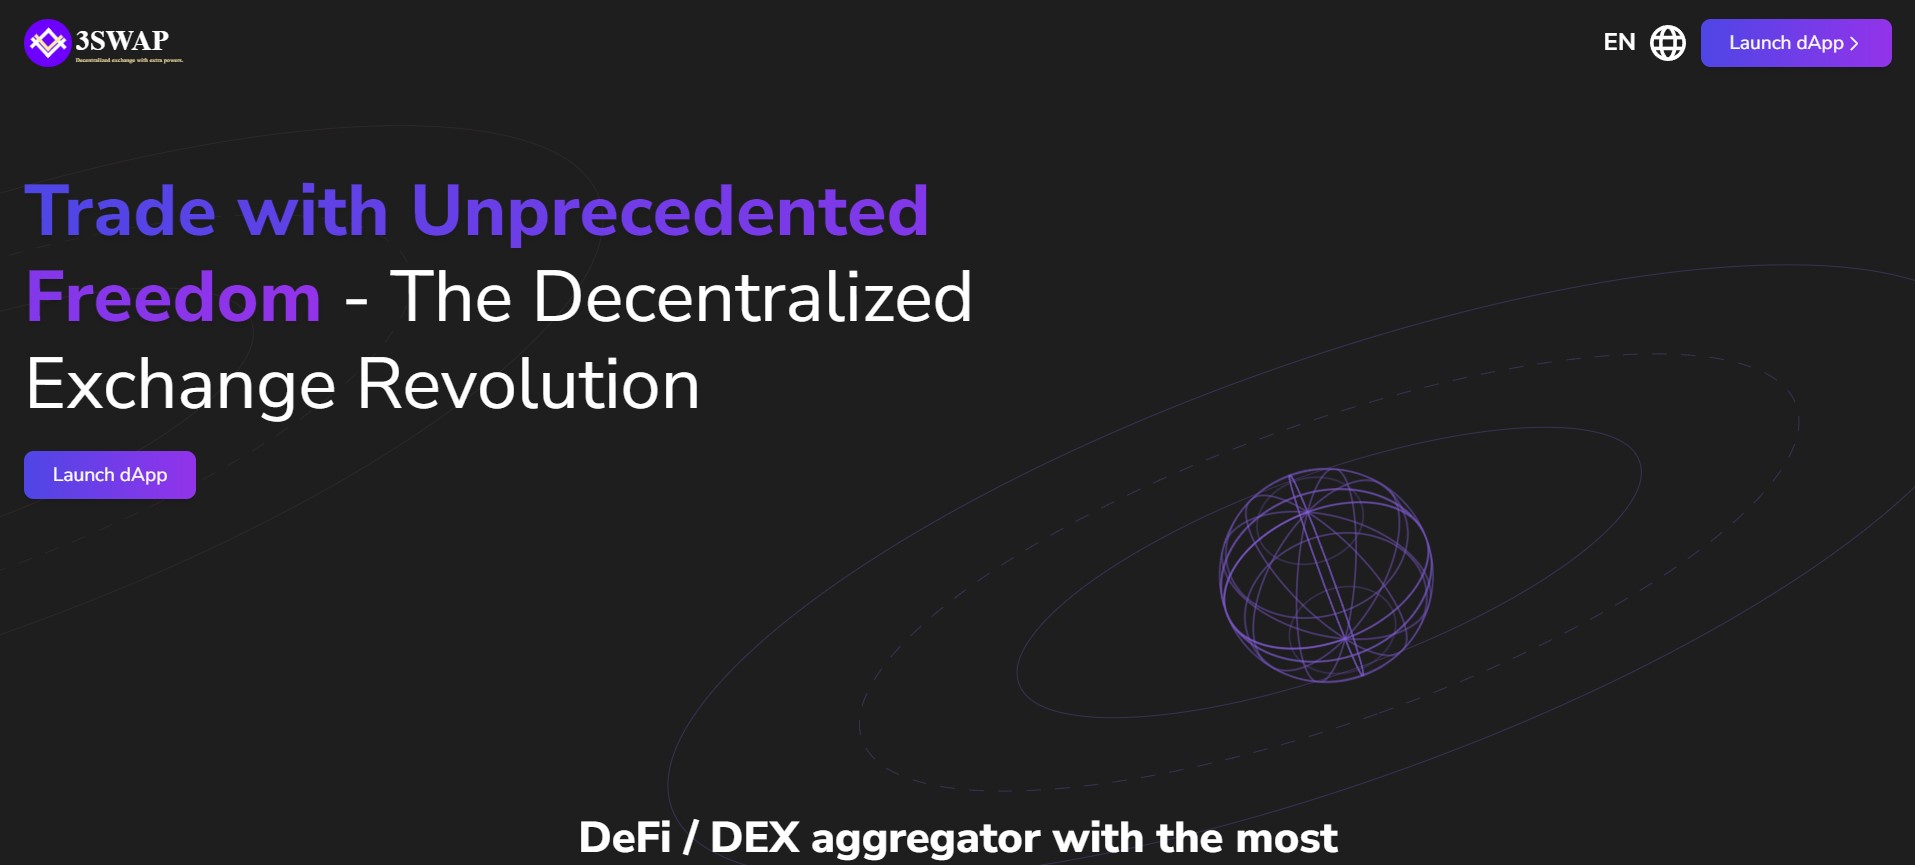 3SWAP
Decentralized exchange with extra powers.
EN
Launch dApp
Trade with Unprecedented
Freedom - The Decentralized
Exchange Revolution
Launch dApp
DeFi / DEX aggregator with the most